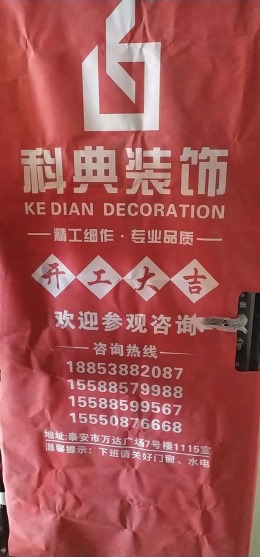 科典装饰
KE DIAN DECORATION
精工细作·专业品质
开工大吉
欢迎参观咨询
咨询热线
18853882087
15588579988
15588599567
15550876668
地址:泰安市万达广场7号楼1115室
温馨提示：下班请关好门窗、水电